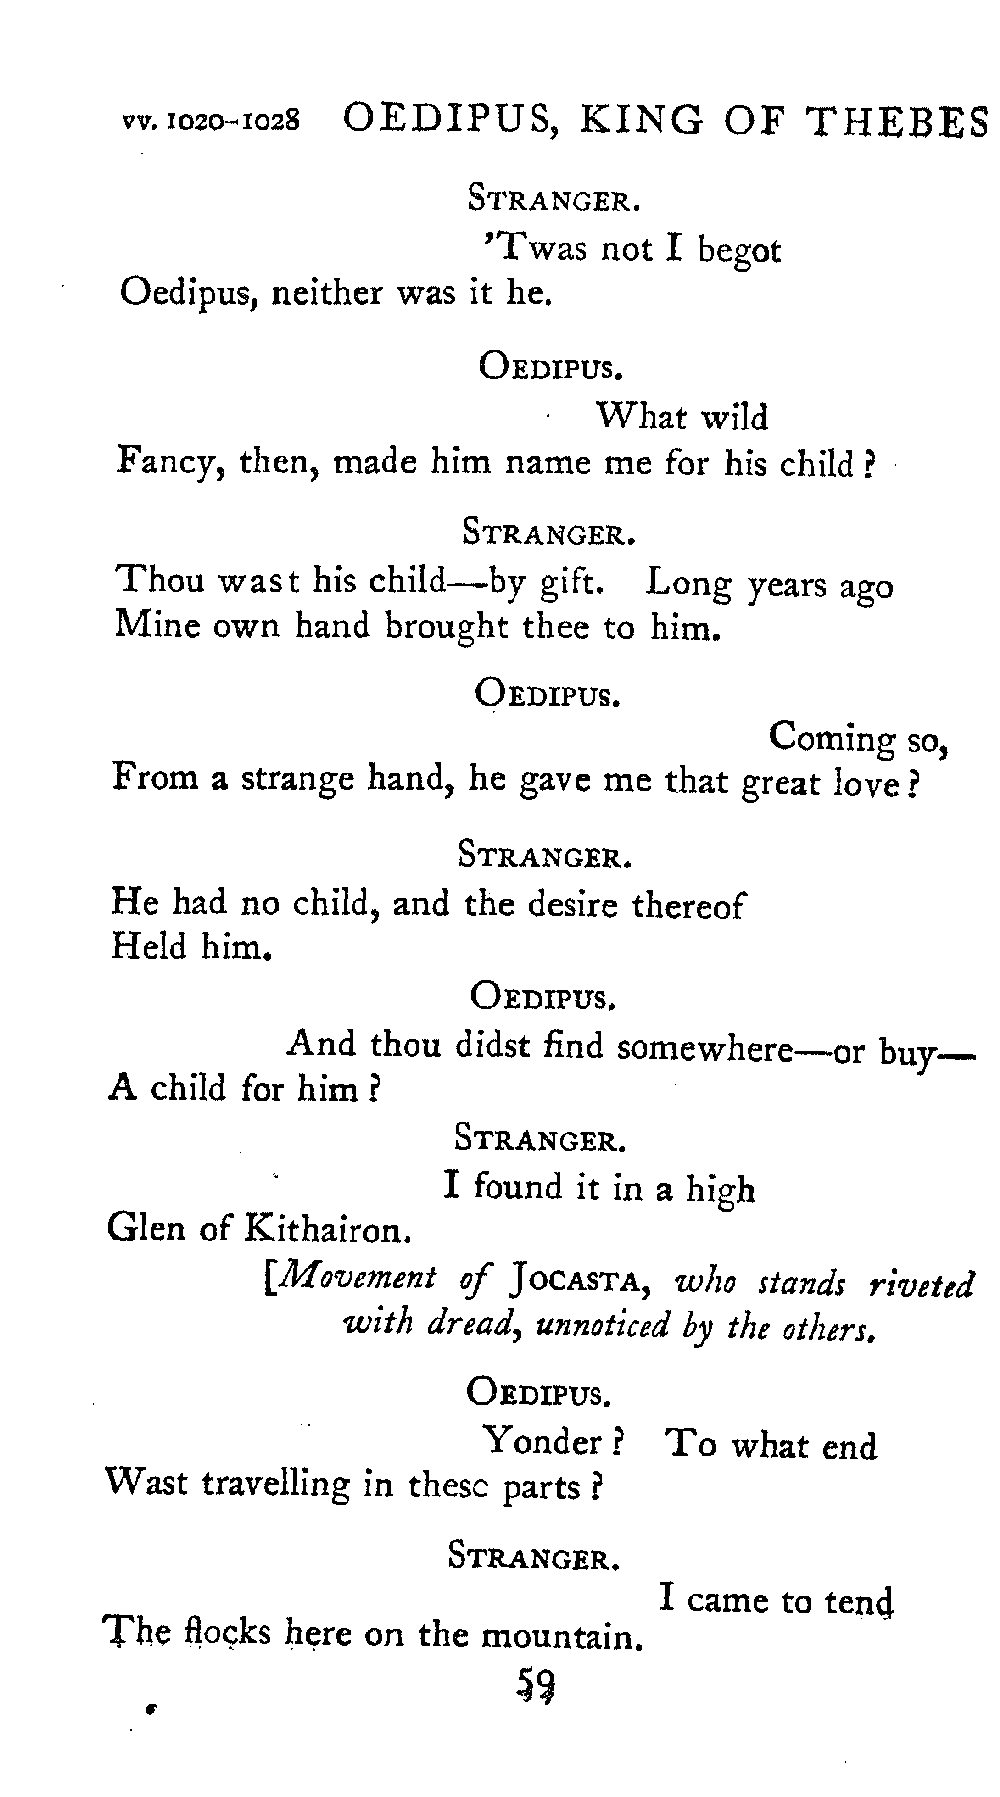 vv. 1020-1028 OEDIPUS, KING OF THEBES
STRANGER.
'Twas not I begot
Oedipus, neither was it he.
OEDIPUS.
What wild
Fancy, then, made him name me for his child ?
STRANGER.
Thou wast his child—by gift. Long years ago
Mine own hand brought thee to him.
OEDIPUS.
Coming so,
From a strange hand, he gave me that great love ?
STRANGER.
He had no child, and the desire thereof
Held him.
OEDIPUS.
And thou didst find somewhere—or buy—
A child for him ?
STRANGER.
I found it in a high
Glen of Kithairon.
[Movement of JOCASTA, who stands riveted
with dread, unnoticed by the others.
OEDIPUS.
Yonder ? To what end
Wast travelling in these parts ?
STRANGER.
I came to tend
The flocks here on the mountain.
59